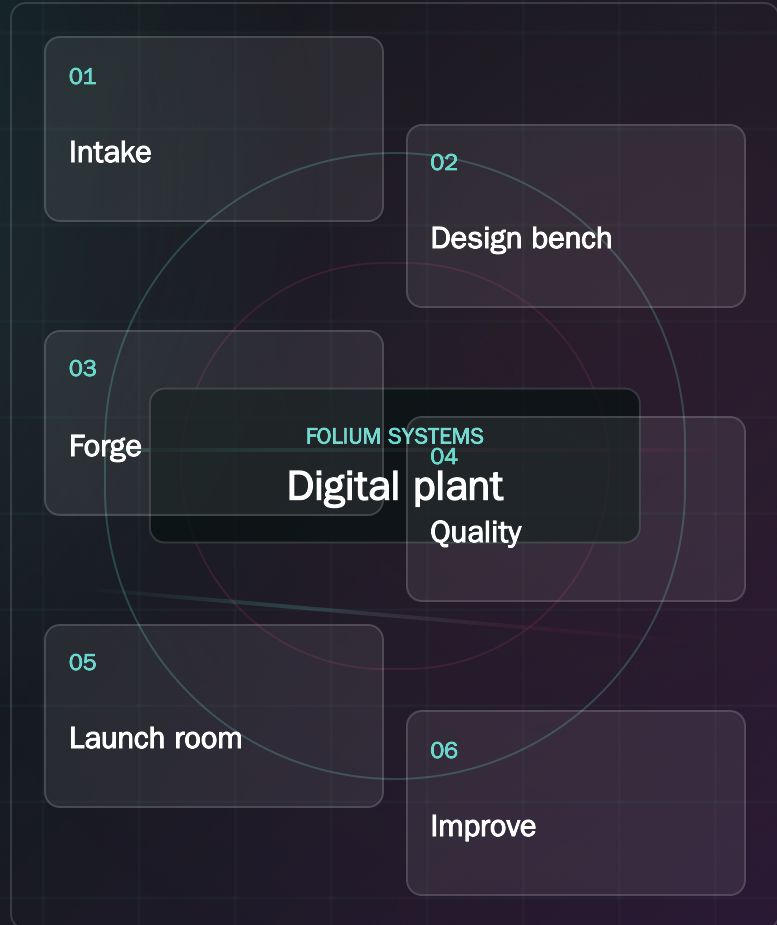 01
Intake
02
Design bench
03
Forge
FOLIUM SYSTEMS
Digital plant
04
Quality
05
Launch room
06
Improve